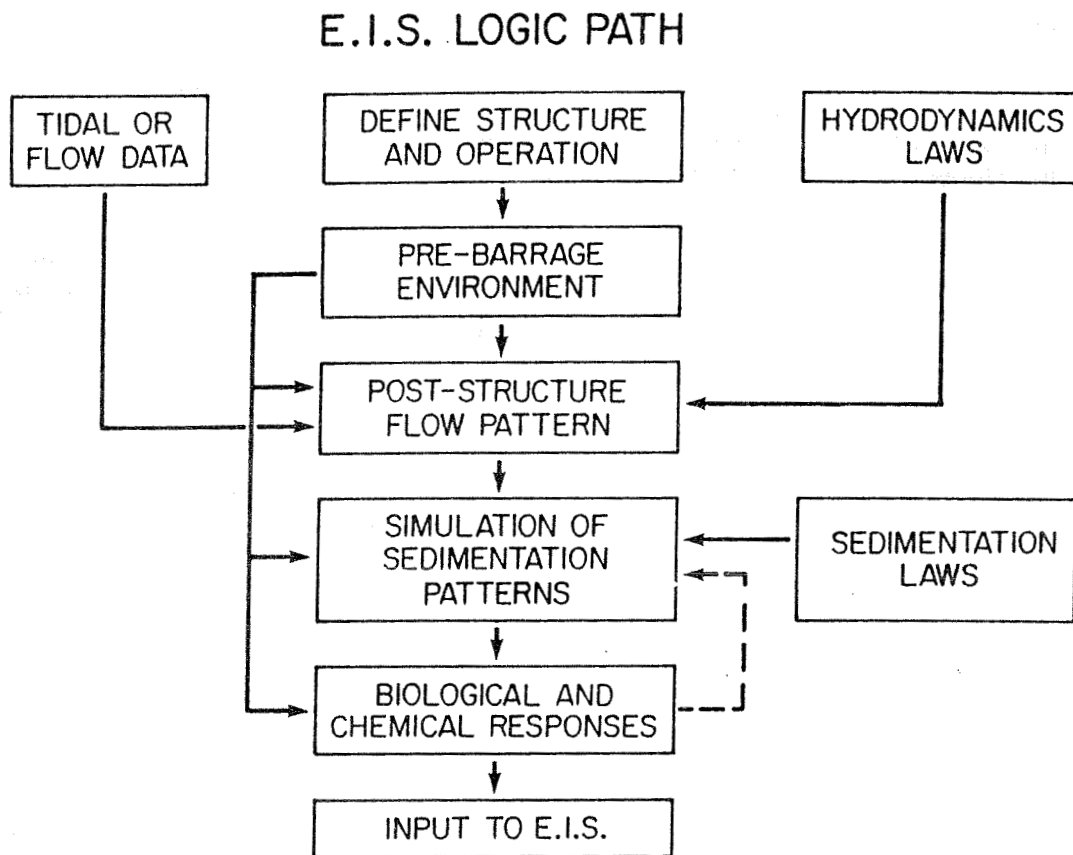 E.I.S. LOGIC PATH
TIDAL OR
FLOW DATA
DEFINE STRUCTURE
AND OPERATION
HYDRODYNAMICS
LAWS
PRE-BARRAGE
ENVIRONMENT
POST-STRUCTURE
FLOW PATTERN
SIMULATION OF
SEDIMENTATION
PATTERNS
SEDIMENTATION
LAWS
BIOLOGICAL AND
CHEMICAL RESPONSES
INPUT TO E.I.S.